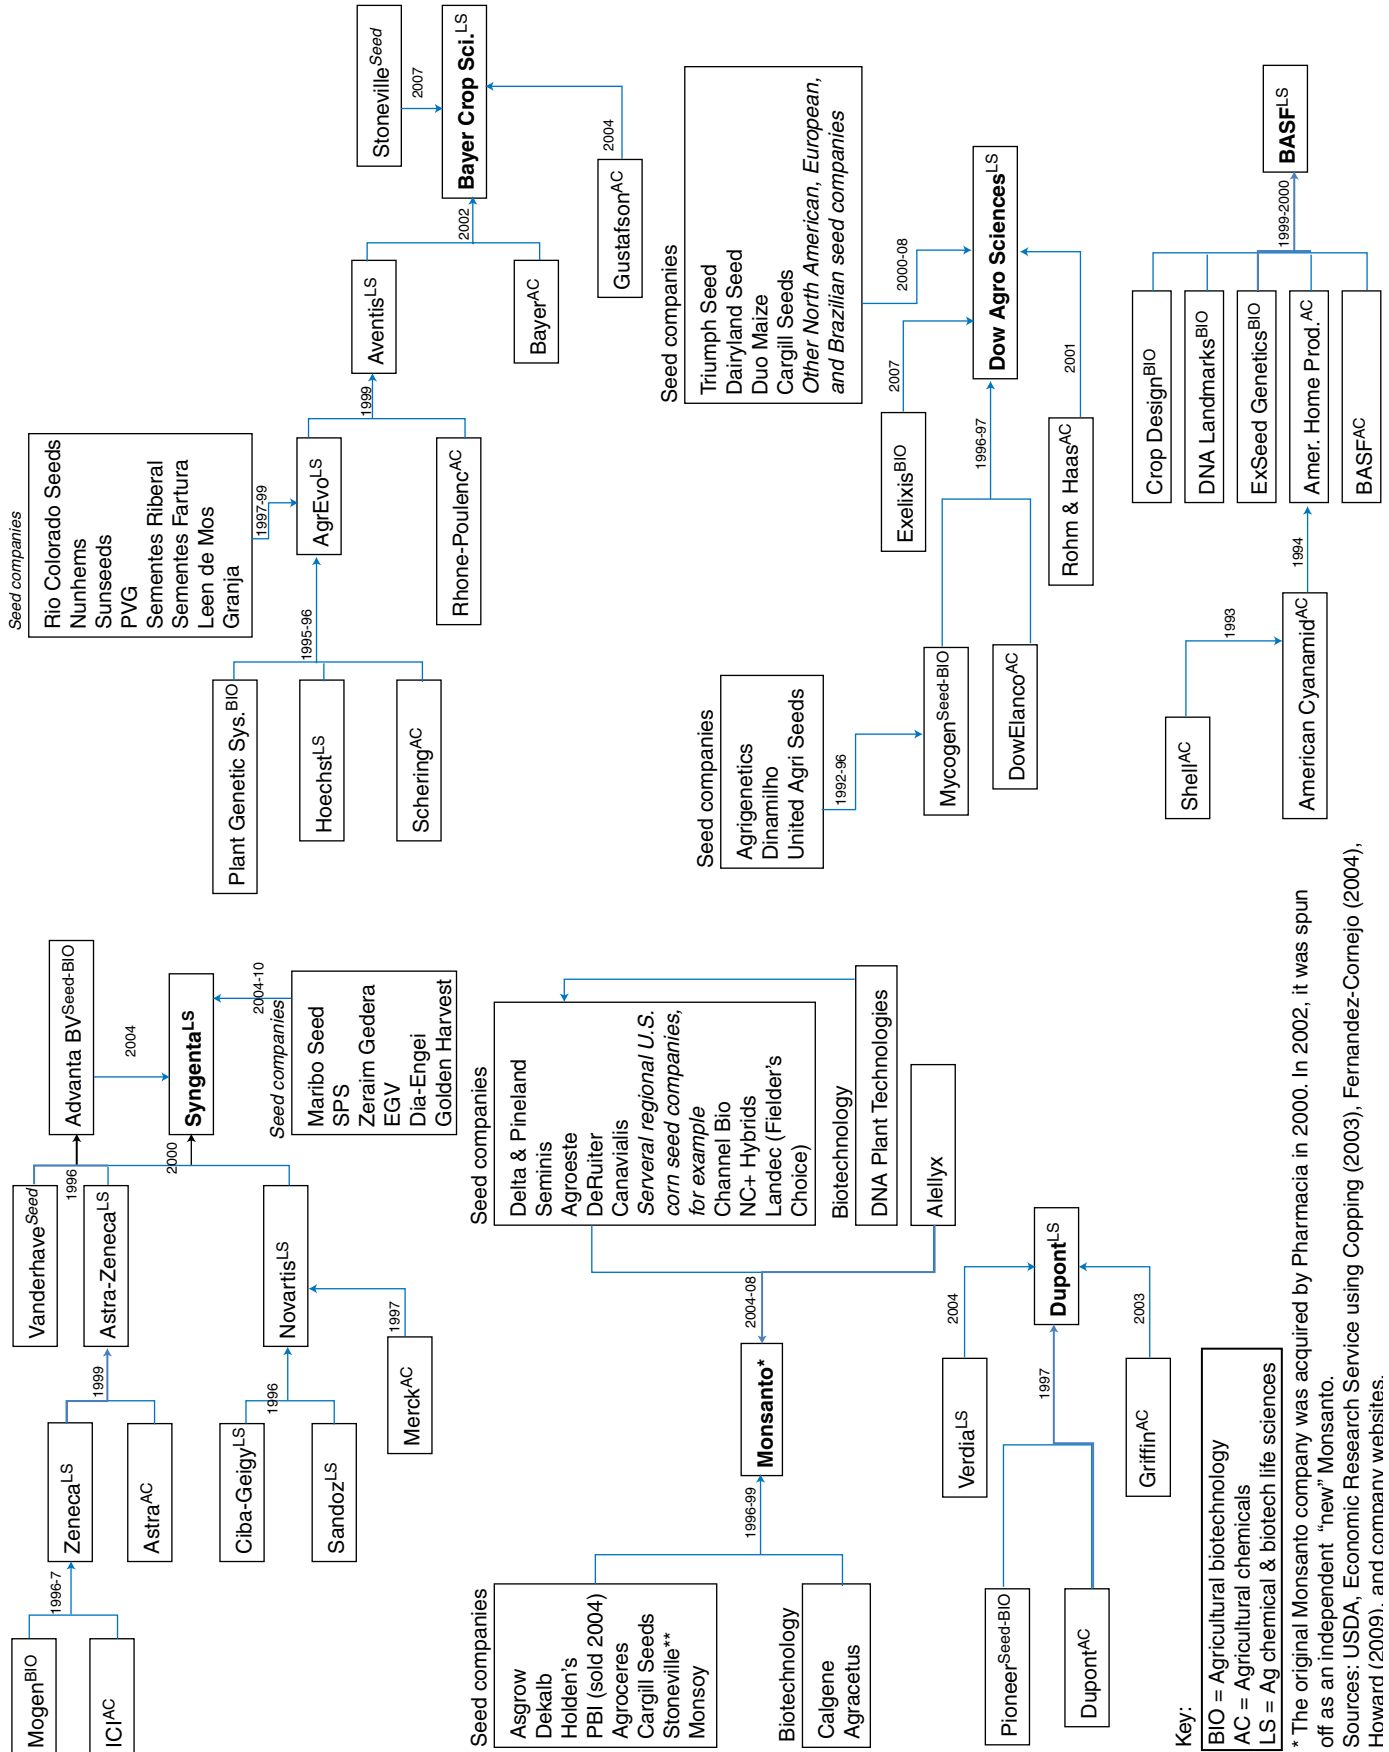 Mogen BIO
ICI AC
1996-7
Zeneca LS
Astra AC
1999
Vanderhave Seed
Astra-Zeneca LS
1996
Advanta BV Seed-BIO
2004
Syngenta LS
2000
Ciba-Geigy LS
Sandoz LS
1996
Novartis LS
Merck AC
1997
2004-10
Seed companies
Maribo Seed
SPS
Zeraim Gedera
EGV
Dia-Engei
Golden Harvest
Seed companies
Asgrow
Dekalb
Holden's
PBI (sold 2004)
Agroceres
Cargill Seeds
Stoneville**
Monsoy
Biotechnology
Calgene
Agracetus
1996-99
Monsanto*
2004-08
Seed companies
Delta & Pineland
Seminis
Agroeste
DeRuiter
Canavialis
Serveral regional U.S.
corn seed companies,
for example
Channel Bio
NC+ Hybrids
Landec (Fielder's
Choice)
Biotechnology
DNA Plant Technologies
Alellyx
Pioneer Seed-BIO
Dupont AC
1997
Verdia LS
2004
Dupont LS
Griffin AC
2003
Plant Genetic Sys. BIO
Hoechst LS
Schering AC
1995-96
Seed companies
Rio Colorado Seeds
Nunhems
Sunseeds
PVG
Sementes Riberal
Sementes Fartura
Leen de Mos
Granja
1997-99
AgrEvo LS
Rhone-Poulenc AC
1999
Aventis LS
Bayer AC
2002
Stoneville Seed
2007
Bayer Crop Sci. LS
Gustafson AC
2004
Seed companies
Agrigenetics
Dinamilho
United Agri Seeds
1992-96
Mycogen Seed-BIO
DowElanco AC
1996-97
Exelixis BIO
2007
Seed companies
Triumph Seed
Dairyland Seed
Duo Maize
Cargill Seeds
Other North American, European,
and Brazilian seed companies
2000-08
Dow Agro Sciences LS
Rohm & Haas AC
2001
Shell AC
1993
American Cyanamid AC
1994
Crop Design BIO
DNA Landmarks BIO
ExSeed Genetics BIO
Amer. Home Prod. AC
BASF AC
1999-2000
BASF LS
Key:
BIO = Agricultural biotechnology
AC = Agricultural chemicals
LS = Ag chemical & biotech life sciences
* The original Monsanto company was acquired by Pharmacia in 2000. In 2002, it was spun
off as an independent “new” Monsanto.
Sources: USDA, Economic Research Service using Copping (2003), Fernandez-Cornejo (2004),
Howard (2009), and company websites.